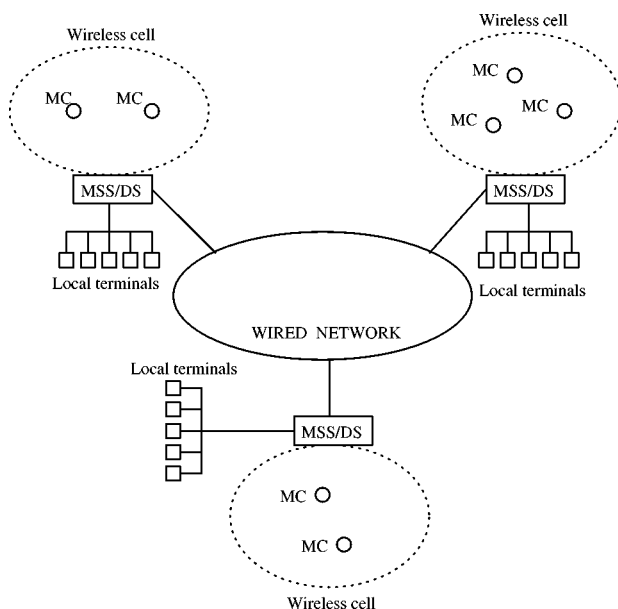 Wireless cell
MC
MC
MSS/DS
Local terminals
Wireless cell
MC
MC
MC
MSS/DS
Local terminals
WIRED NETWORK
Local terminals
MSS/DS
MC
MC
Wireless cell